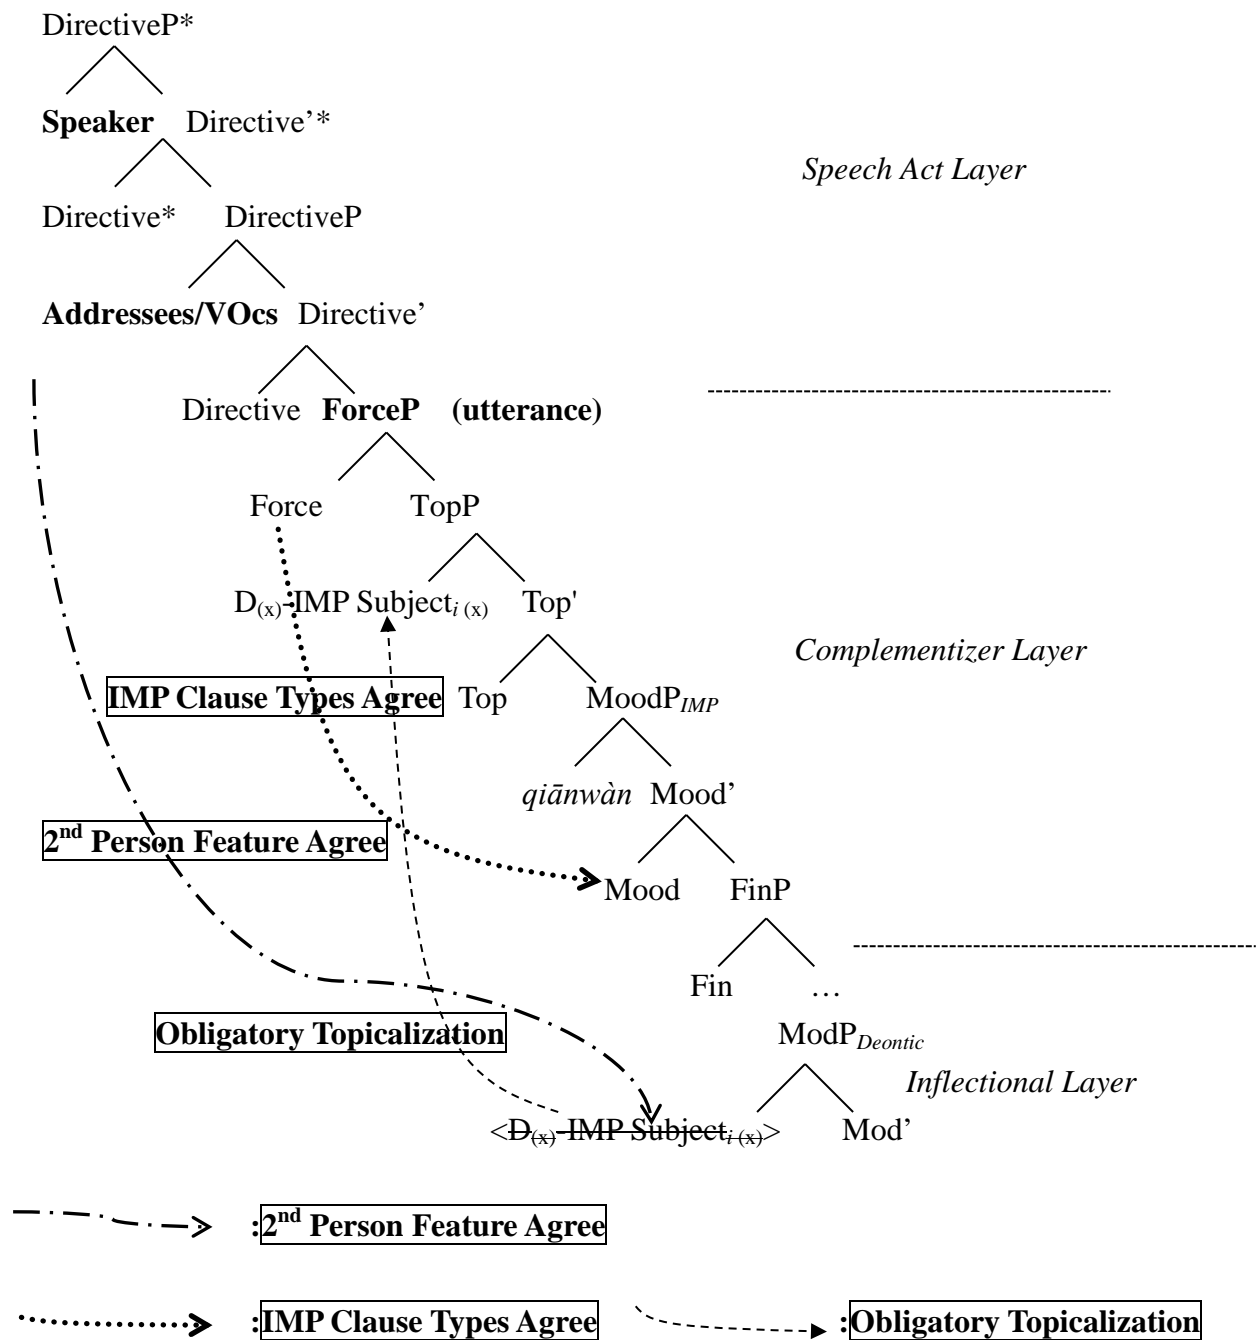 DirectiveP*
Speaker Directive’*
Speech Act Layer
Directive* DirectiveP
Addressees/VOcs Directive’
Directive ForceP (utterance)
Force TopP
D(x)-IMP Subjecti (x) Top'
Complementizer Layer
IMP Clause Types Agree Top MoodPIMP
qiānwàn Mood’
2nd Person Feature Agree
Mood FinP
Fin …
Obligatory Topicalization ModPDeontic
Inflectional Layer
<D(x)-IMP Subjecti (x)> Mod’
:2nd Person Feature Agree
:IMP Clause Types Agree :Obligatory Topicalization